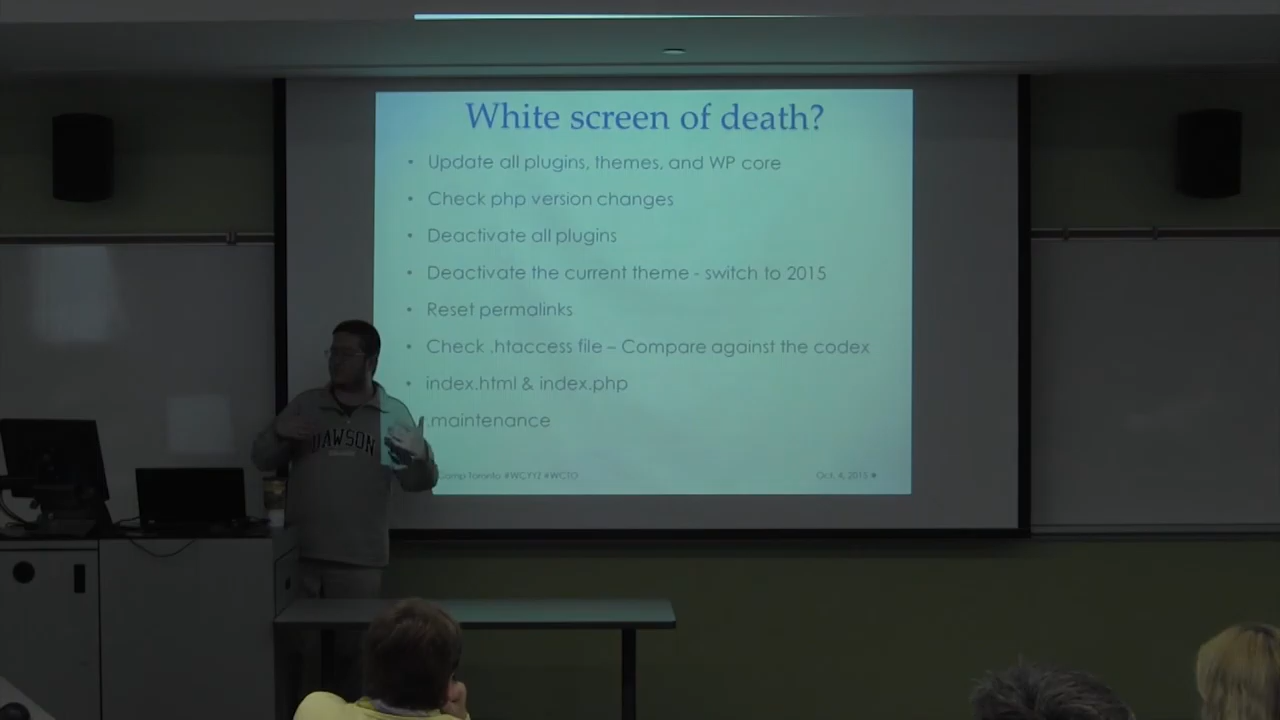 White screen of death?
• Update all plugins, themes, and WP core
• Check php version changes
• Deactivate all plugins
• Deactivate the current theme - switch to 2015
• Reset permalinks
• Check .htaccess file – Compare against the codex
• index.html & index.php
.maintenance
DAWSON
Camp Toronto #WCYYZ #WCTO
Oct. 4, 2015